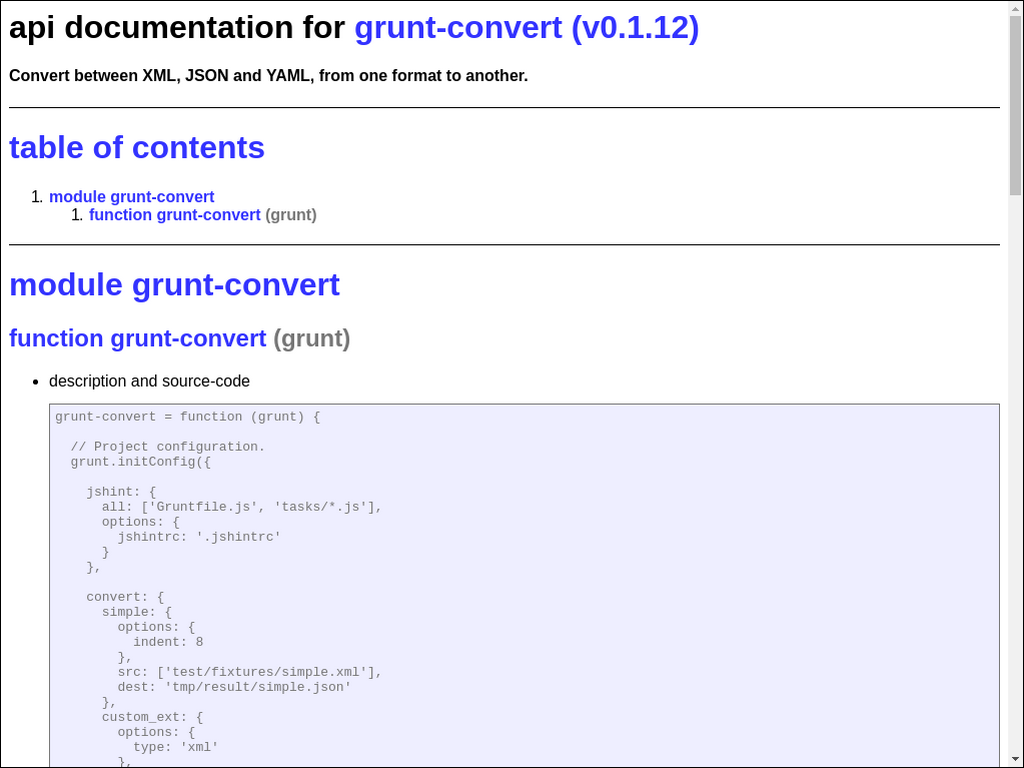 api documentation for grunt-convert (v0.1.12)
Convert between XML, JSON and YAML, from one format to another.
table of contents
1. module grunt-convert
1. function grunt-convert (grunt)
module grunt-convert
function grunt-convert (grunt)
• description and source-code
grunt-convert = function (grunt) {
  // Project configuration.
  grunt.initConfig({
    jshint: {
      all: ['Gruntfile.js', 'tasks/*.js'],
      options: {
        jshintrc: '.jshintrc'
      }
    },
    convert: {
      simple: {
        options: {
          indent: 8
        },
        src: ['test/fixtures/simple.xml'],
        dest: 'tmp/result/simple.json'
      },
      custom_ext: {
        options: {
          type: 'xml'
        },